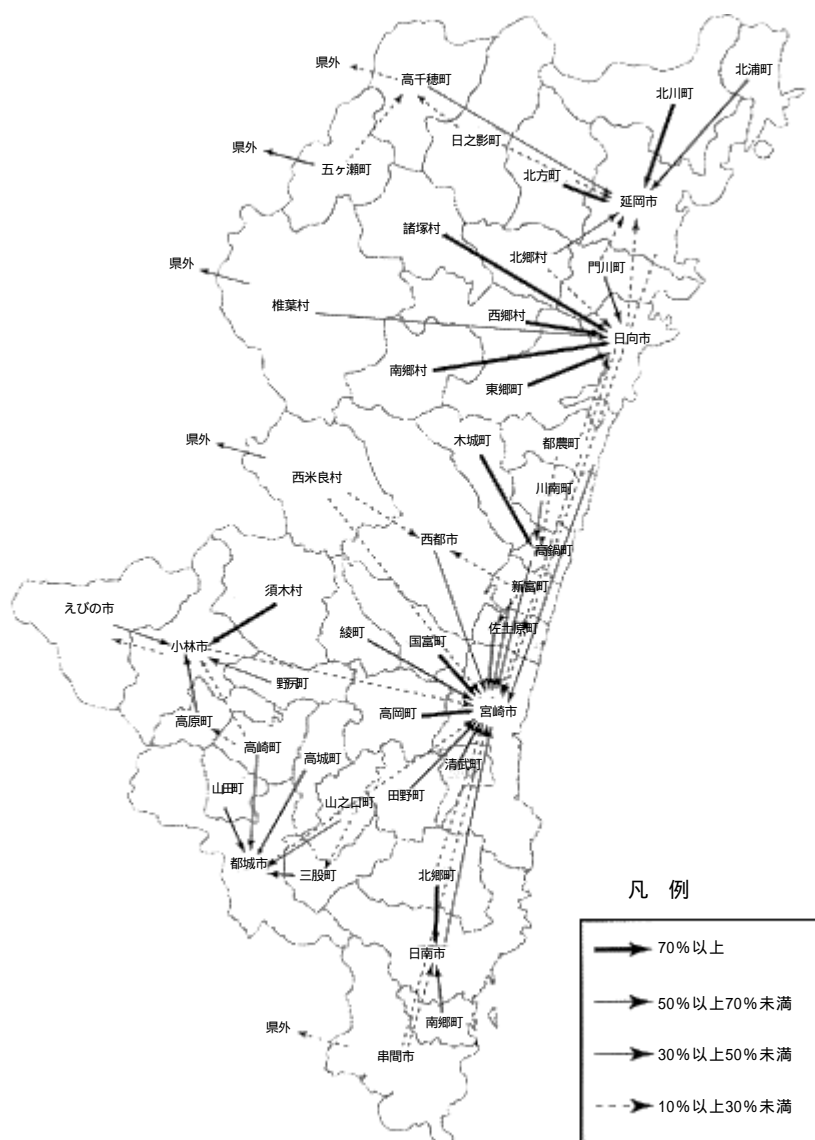 県外
高千穂町
北浦町
北川町
日之影町
県外
五ヶ瀬町
北方町
延岡市
諸塚村
北郷村
門川町
県外
椎葉村
西郷村
日向市
南郷村
東郷町
木城町
都農町
県外
西米良村
川南町
西都市
高鍋町
新富町
須木村
えびの市
佐土原町
綾町
国富町
小林市
野尻町
高岡町
宮崎市
高原町
高崎町
高城町
清武町
山田町
田野町
山之口町
都城市
三股町
北郷町
凡 例
日南市
70%以上
50%以上70%未満
南郷町
県外
串間市
30%以上50%未満
10%以上30%未満